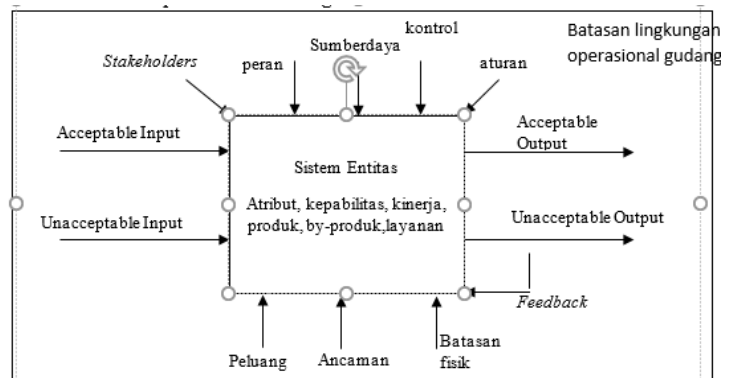 kontrol
Batasan lingkungan
operasional gudang
Sumberdaya
Stakeholders
peran
aturan
Acceptable Input
Acceptable
Output
Sistem Entitas
Atribut, kepabilitas, kinerja,
produk, by-produk,layanan
Unacceptable Input
Unacceptable Output
Feedback
Peluang
Ancaman
Batasan
fisik